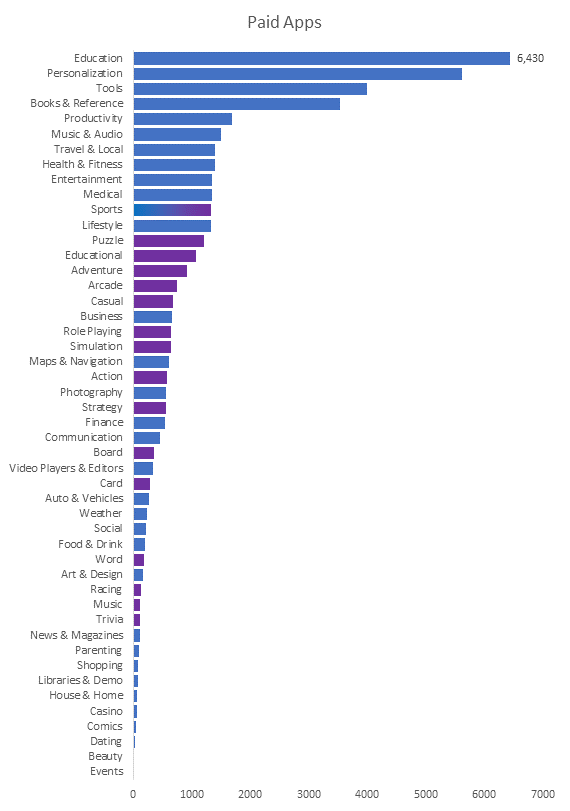 Paid Apps
Education 6,430
Personalization
Tools
Books & Reference
Productivity
Music & Audio
Travel & Local
Health & Fitness
Entertainment
Medical
Sports
Lifestyle
Puzzle
Educational
Adventure
Arcade
Casual
Business
Role Playing
Simulation
Maps & Navigation
Action
Photography
Strategy
Finance
Communication
Board
Video Players & Editors
Card
Auto & Vehicles
Weather
Social
Food & Drink
Word
Art & Design
Racing
Music
Trivia
News & Magazines
Parenting
Shopping
Libraries & Demo
House & Home
Casino
Comics
Dating
Beauty
Events
0 1000 2000 3000 4000 5000 6000 7000